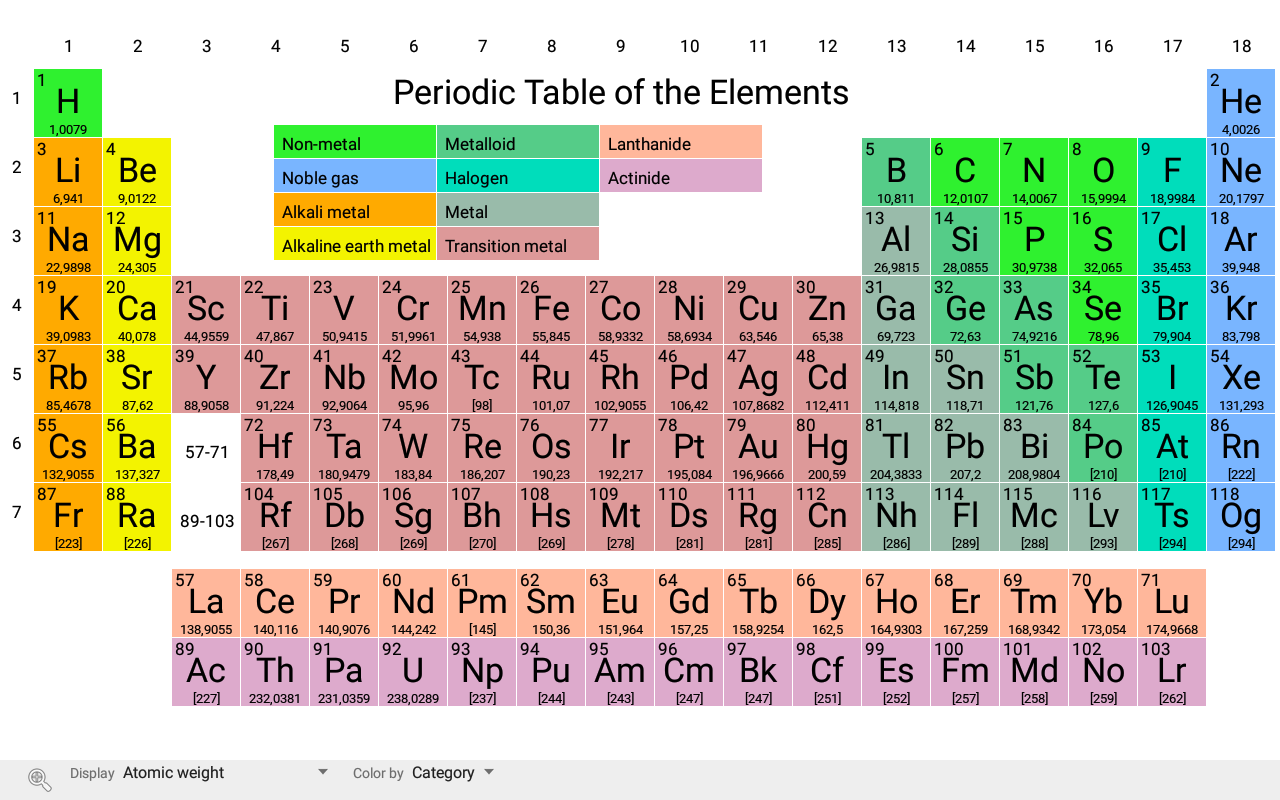 1 2 3 4 5 6 7 8 9 10 11 12 13 14 15 16 17 18
Periodic Table of the Elements
Non-metal Metalloid Lanthanide
Noble gas Halogen Actinide
Alkali metal Metal
Alkaline earth metal Transition metal
1
1 2
H He
1,0079 4,0026
2
3 4 5 6 7 8 9 10
Li Be B C N O F Ne
6,941 9,0122 10,811 12,0107 14,0067 15,9994 18,9984 20,1797
3
11 12 13 14 15 16 17 18
Na Mg Al Si P S Cl Ar
22,9898 24,305 26,9815 28,0855 30,9738 32,065 35,453 39,948
4
19 20 21 22 23 24 25 26 27 28 29 30 31 32 33 34 35 36
K Ca Sc Ti V Cr Mn Fe Co Ni Cu Zn Ga Ge As Se Br Kr
39,0983 40,078 44,9559 47,867 50,9415 51,9961 54,938 55,845 58,9332 58,6934 63,546 65,38 69,723 72,63 74,9216 78,96 79,904 83,798
5
37 38 39 40 41 42 43 44 45 46 47 48 49 50 51 52 53 54
Rb Sr Y Zr Nb Mo Tc Ru Rh Pd Ag Cd In Sn Sb Te I Xe
85,4678 87,62 88,9058 91,224 92,9064 95,96 [98] 101,07 102,9055 106,42 107,8682 112,411 114,818 118,71 121,76 127,6 126,9045 131,293
6
55 56 72 73 74 75 76 77 78 79 80 81 82 83 84 85 86
Cs Ba 57-71 Hf Ta W Re Os Ir Pt Au Hg Tl Pb Bi Po At Rn
132,9055 137,327 178,49 180,9479 183,84 186,207 190,23 192,217 195,084 196,9666 200,59 204,3833 207,2 208,9804 [210] [210] [222]
7
87 88 104 105 106 107 108 109 110 111 112 113 114 115 116 117 118
Fr Ra 89-103 Rf Db Sg Bh Hs Mt Ds Rg Cn Nh Fl Mc Lv Ts Og
[223] [226] [267] [268] [269] [270] [269] [278] [281] [281] [285] [286] [289] [288] [293] [294] [294]
57 58 59 60 61 62 63 64 65 66 67 68 69 70 71
La Ce Pr Nd Pm Sm Eu Gd Tb Dy Ho Er Tm Yb Lu
138,9055 140,116 140,9076 144,242 [145] 150,36 151,964 157,25 158,9254 162,5 164,9303 167,259 168,9342 173,054 174,9668
89 90 91 92 93 94 95 96 97 98 99 100 101 102 103
Ac Th Pa U Np Pu Am Cm Bk Cf Es Fm Md No Lr
[227] 232,0381 231,0359 238,0289 [237] [244] [243] [247] [247] [251] [252] [257] [258] [259] [262]
Display Atomic weight Color by Category